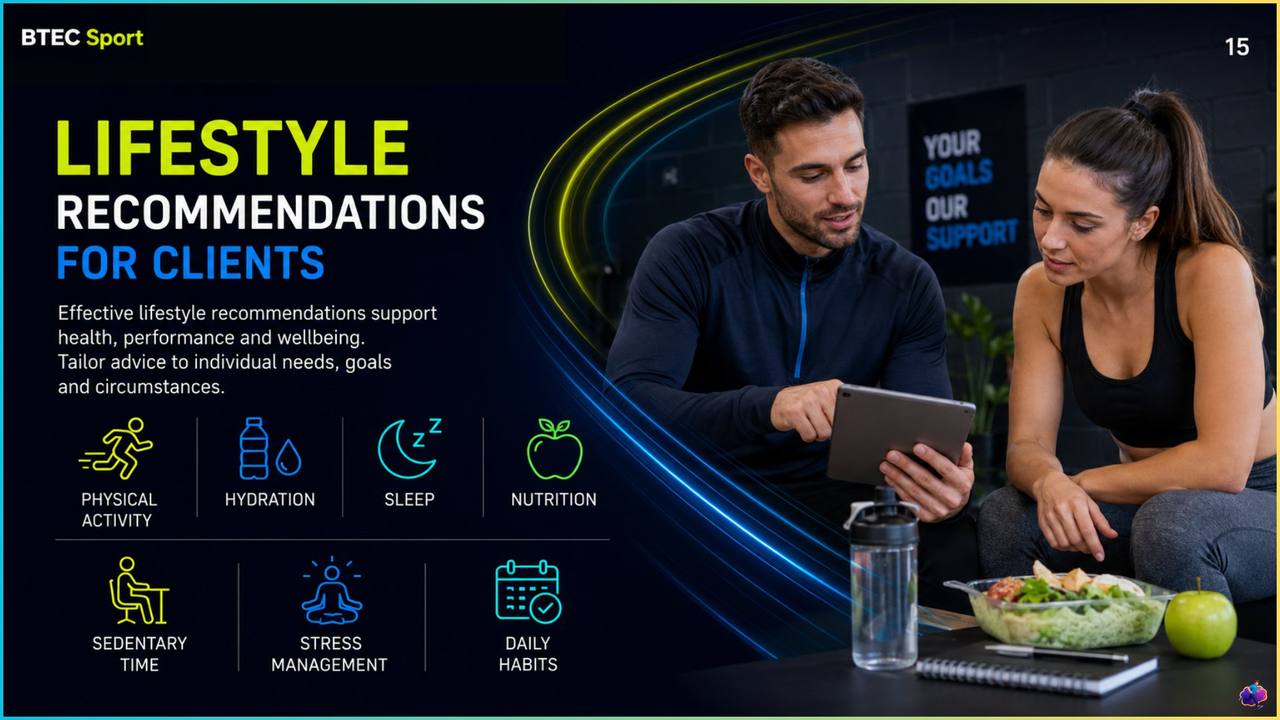 BTEC Sport
15
LIFESTYLE
RECOMMENDATIONS
FOR CLIENTS
Effective lifestyle recommendations support
health, performance and wellbeing.
Tailor advice to individual needs, goals
and circumstances.
PHYSICAL
ACTIVITY
HYDRATION
SLEEP
NUTRITION
SEDENTARY
TIME
STRESS
MANAGEMENT
DAILY
HABITS
YOUR
GOALS
OUR
SUPPORT
z z